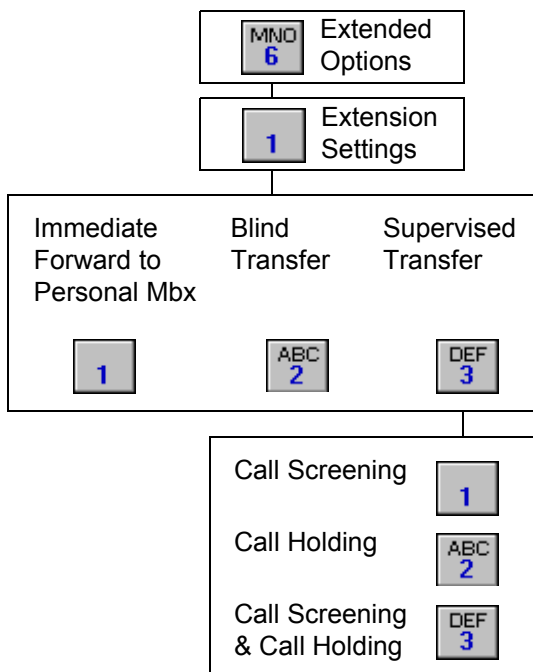 MNO
6
Extended
Options
1
Extension
Settings
Immediate
Forward to
Personal Mbx
1
Blind
Transfer
ABC
2
Supervised
Transfer
DEF
3
Call Screening
1
Call Holding
ABC
2
Call Screening
& Call Holding
DEF
3